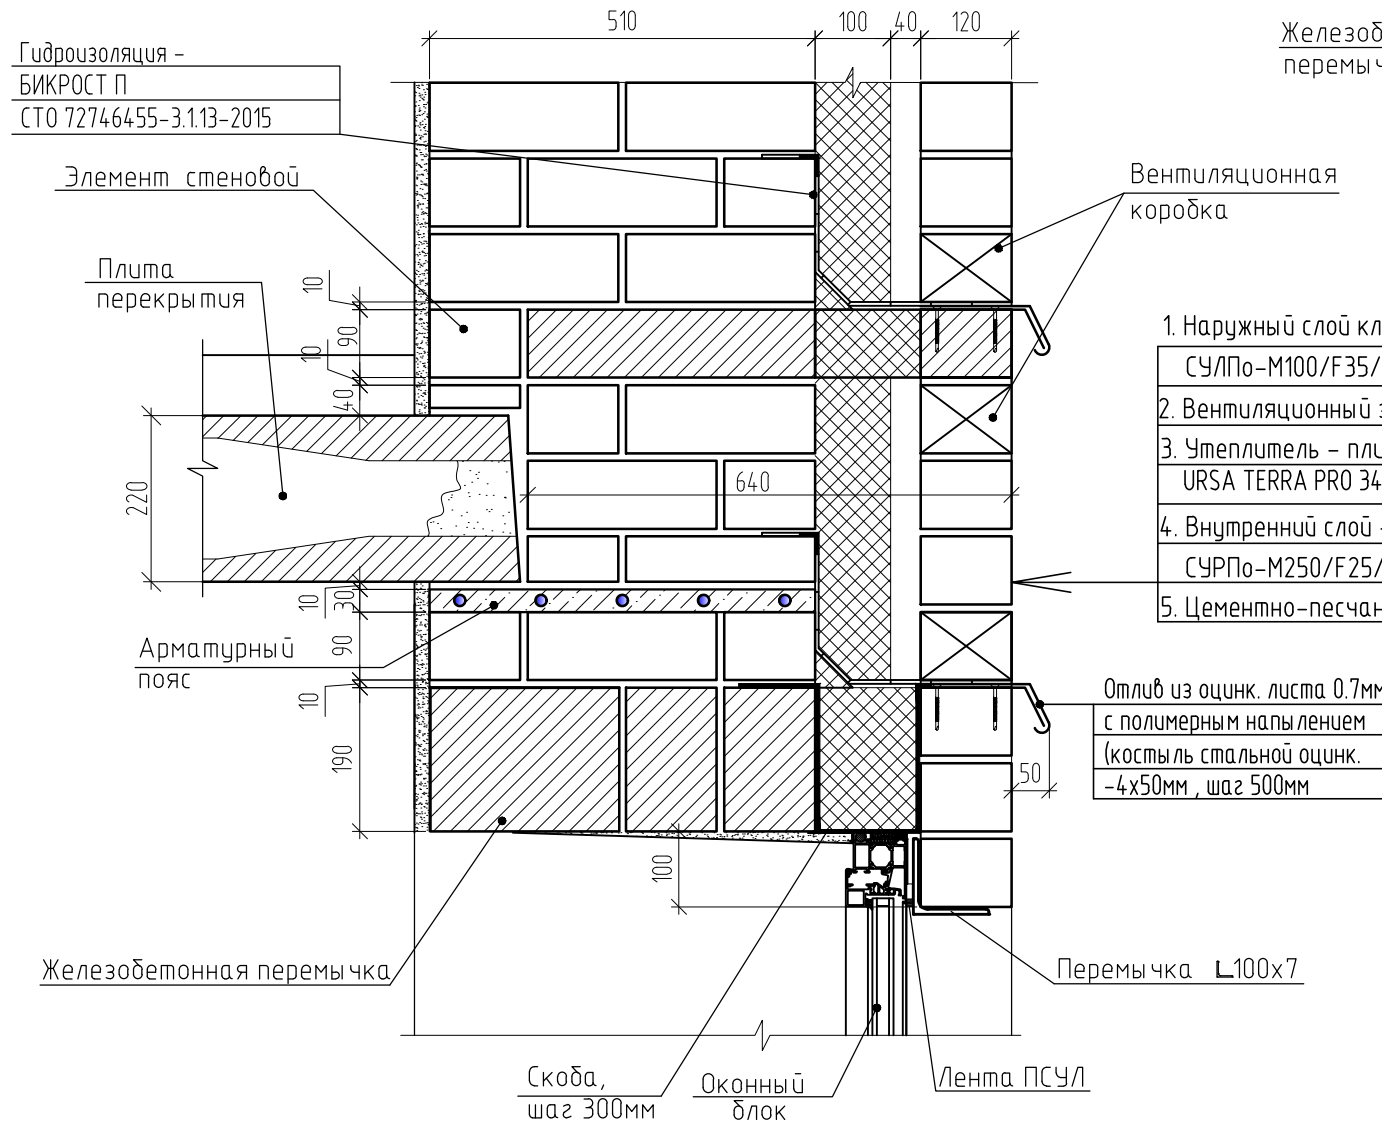 510
100
40
120
Гидроизоляция -
БИКРОСТ П
СТО 72746455-3.1.13-2015
Железоб
перемыч
Элемент стеновой
Вентиляционная
коробка
Плита
перекрытия
10
90
10
40
220
640
1. Наружный слой кл
СУЛПо-М100/F35/
2. Вентиляционный з
3. Утеплитель - пли
URSA TERRA PRO 34
4. Внутренний слой -
СУРПо-М250/F25/
5. Цементно-песчан
10
30
90
10
190
Арматурный
пояс
Отлив из оцинк. листа 0.7мм
с полимерным напылением
(костыль стальной оцинк.
-4х50мм , шаг 500мм
50
100
Железобетонная перемычка
Перемычка L100х7
Скоба,
шаг 300мм
Оконный
блок
Лента ПСУЛ